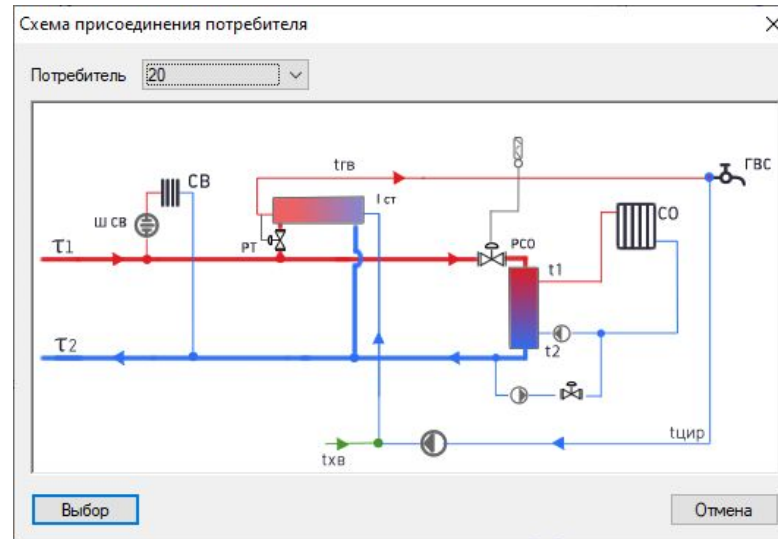 Схема присоединения потребителя
Потребитель 20
tгв
ГВС
СВ
I ст
СО
Ш СВ
РТ
РСО
τ1
t1
τ2
t2
tцир
tхв
Выбор
Отмена